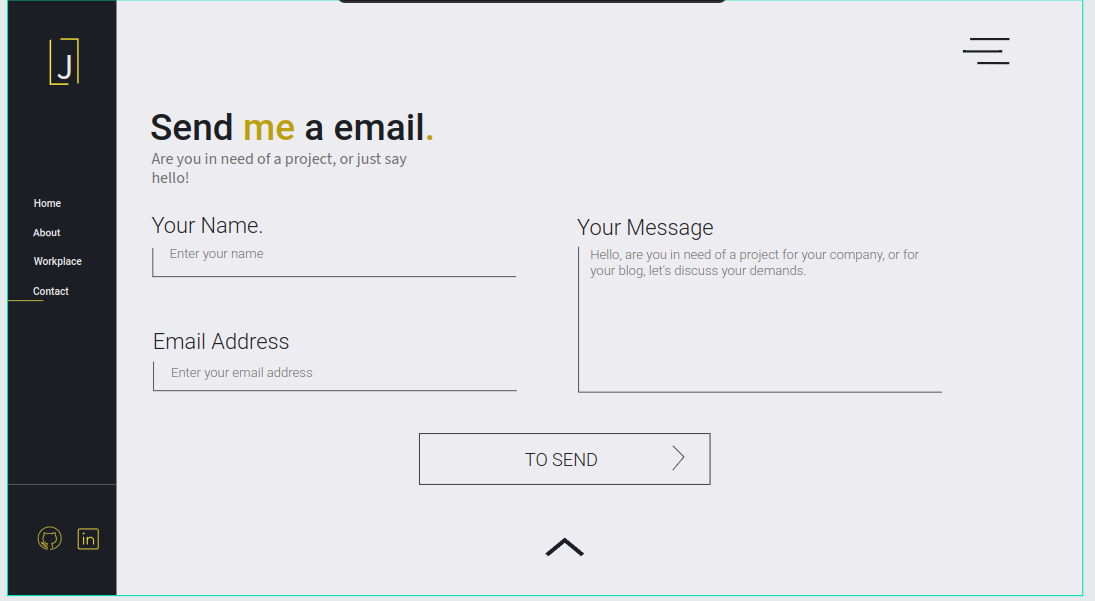 J
Home
About
Workplace
Contact
in
Send me a email.
Are you in need of a project, or just say
hello!
Your Name.
Enter your name
Email Address
Enter your email address
Your Message
Hello, are you in need of a project for your company, or for
your blog, let's discuss your demands.
TO SEND